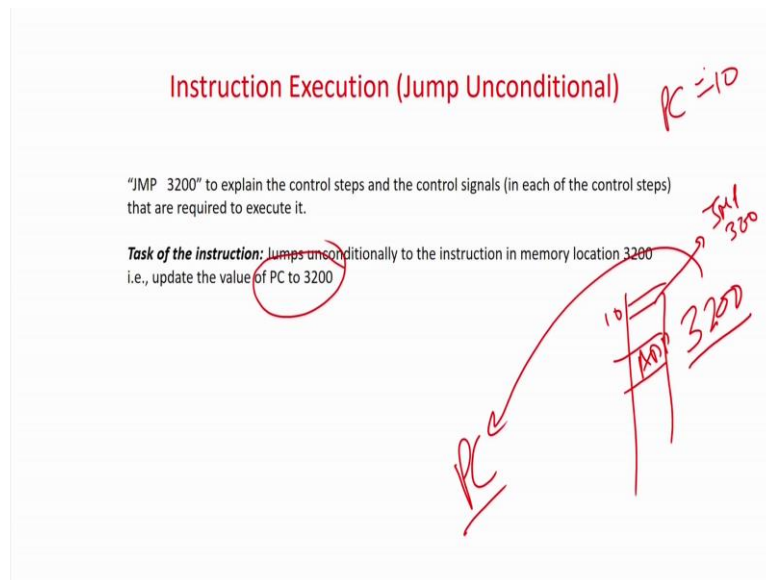 Instruction Execution (Jump Unconditional)
PC = 10
“JMP 3200” to explain the control steps and the control signals (in each of the control steps)
that are required to execute it.
JMP
320
Task of the instruction: Jumps unconditionally to the instruction in memory location 3200
i.e., update the value of PC to 3200
10
3200
ADD
PC